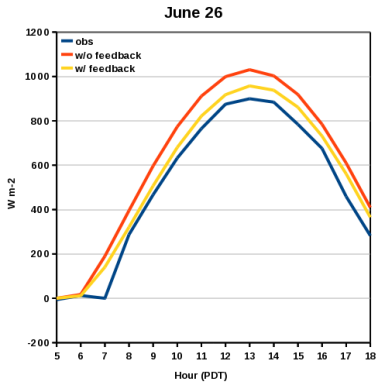 June 26
1200
1000
800
600
400
200
0
-200
obs
w/o feedback
w/ feedback
W m-2
5 6 7 8 9 10 11 12 13 14 15 16 17 18
Hour (PDT)